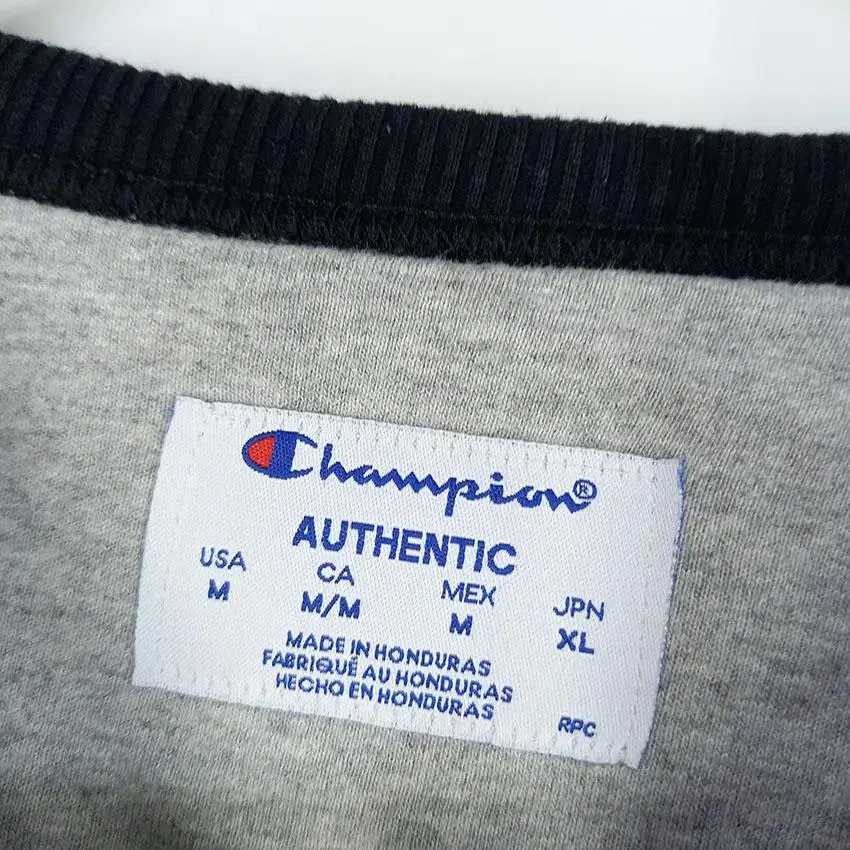 Champion®
AUTHENTIC
USA CA MEX JPN
M M/M M XL
MADE IN HONDURAS
FABRIQUÉ AU HONDURAS
HECHO EN HONDURAS
RPC